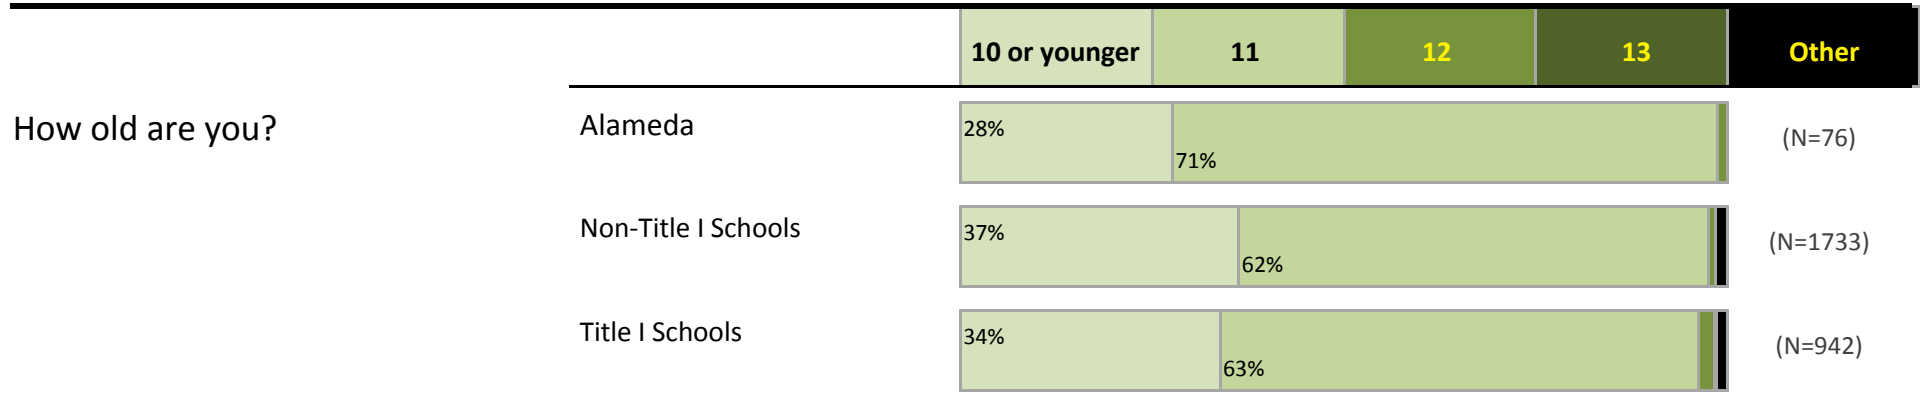 10 or younger 11 12 13 Other
How old are you? Alameda 28% 71% (N=76)
Non-Title I Schools 37% 62% (N=1733)
Title I Schools 34% 63% (N=942)